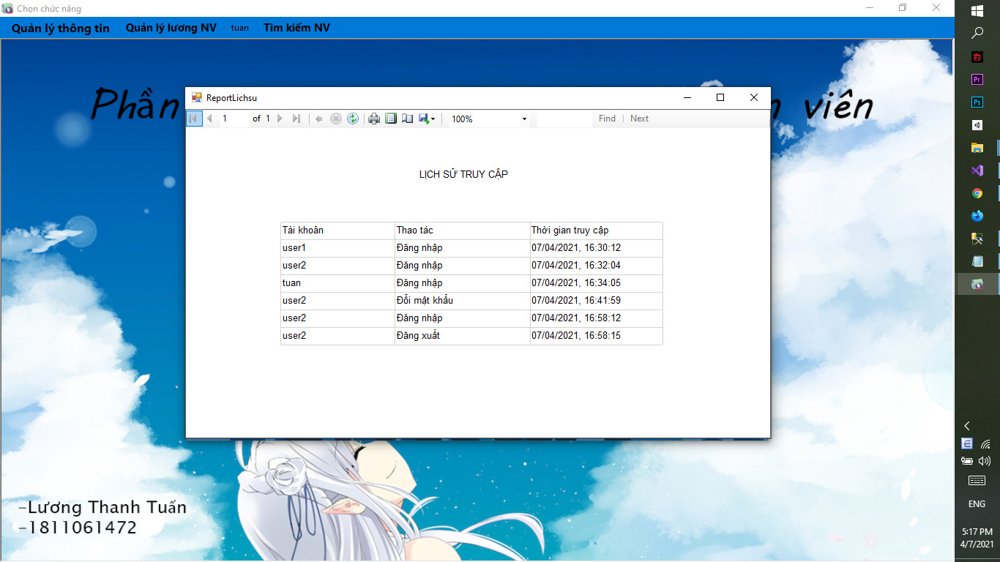 Chọn chức năng
Quản lý thông tin Quản lý lương NV tuan Tìm kiếm NV
Phần
viên
ReportLichsu
1 of 1 100% Find | Next
LỊCH SỬ TRUY CẬP
Tài khoản Thao tác Thời gian truy cập
user1 Đăng nhập 07/04/2021, 16:30:12
user2 Đăng nhập 07/04/2021, 16:32:04
tuan Đăng nhập 07/04/2021, 16:34:05
user2 Đổi mật khẩu 07/04/2021, 16:41:59
user2 Đăng nhập 07/04/2021, 16:58:12
user2 Đăng xuất 07/04/2021, 16:58:15
-Lương Thanh Tuấn
-1811061472
Pr
Ps
E
ENG
5:17 PM
4/7/2021